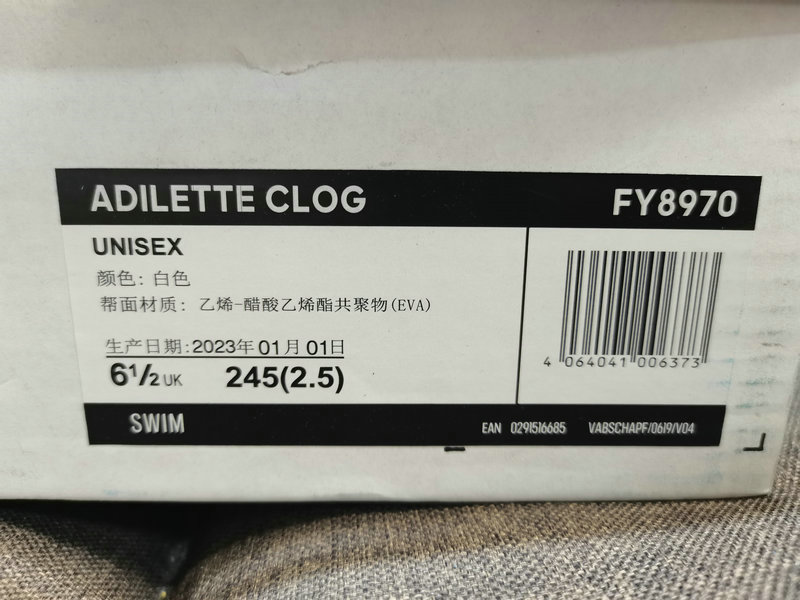 ADILETTE CLOG FY8970
UNISEX
颜色: 白色
帮面材质: 乙烯-醋酸乙烯酯共聚物(EVA)
生产日期:2023年01月01日
6½ UK 245(2.5)
4 064041 006373
SWIM EAN 0291516685 VABSCHAPF/0619/V04